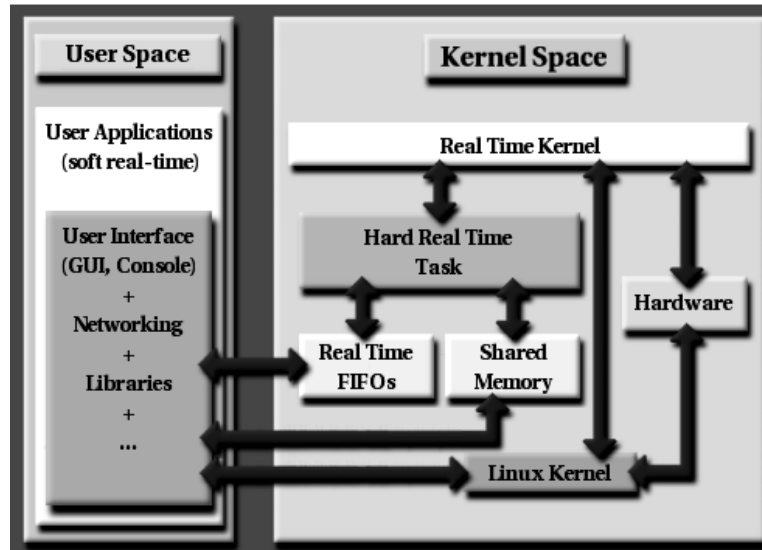 User Space
User Applications
(soft real-time)
User Interface
(GUI, Console)
+
Networking
+
Libraries
+
...
Kernel Space
Real Time Kernel
Hard Real Time
Task
Hardware
Real Time
FIFOs
Shared
Memory
Linux Kernel